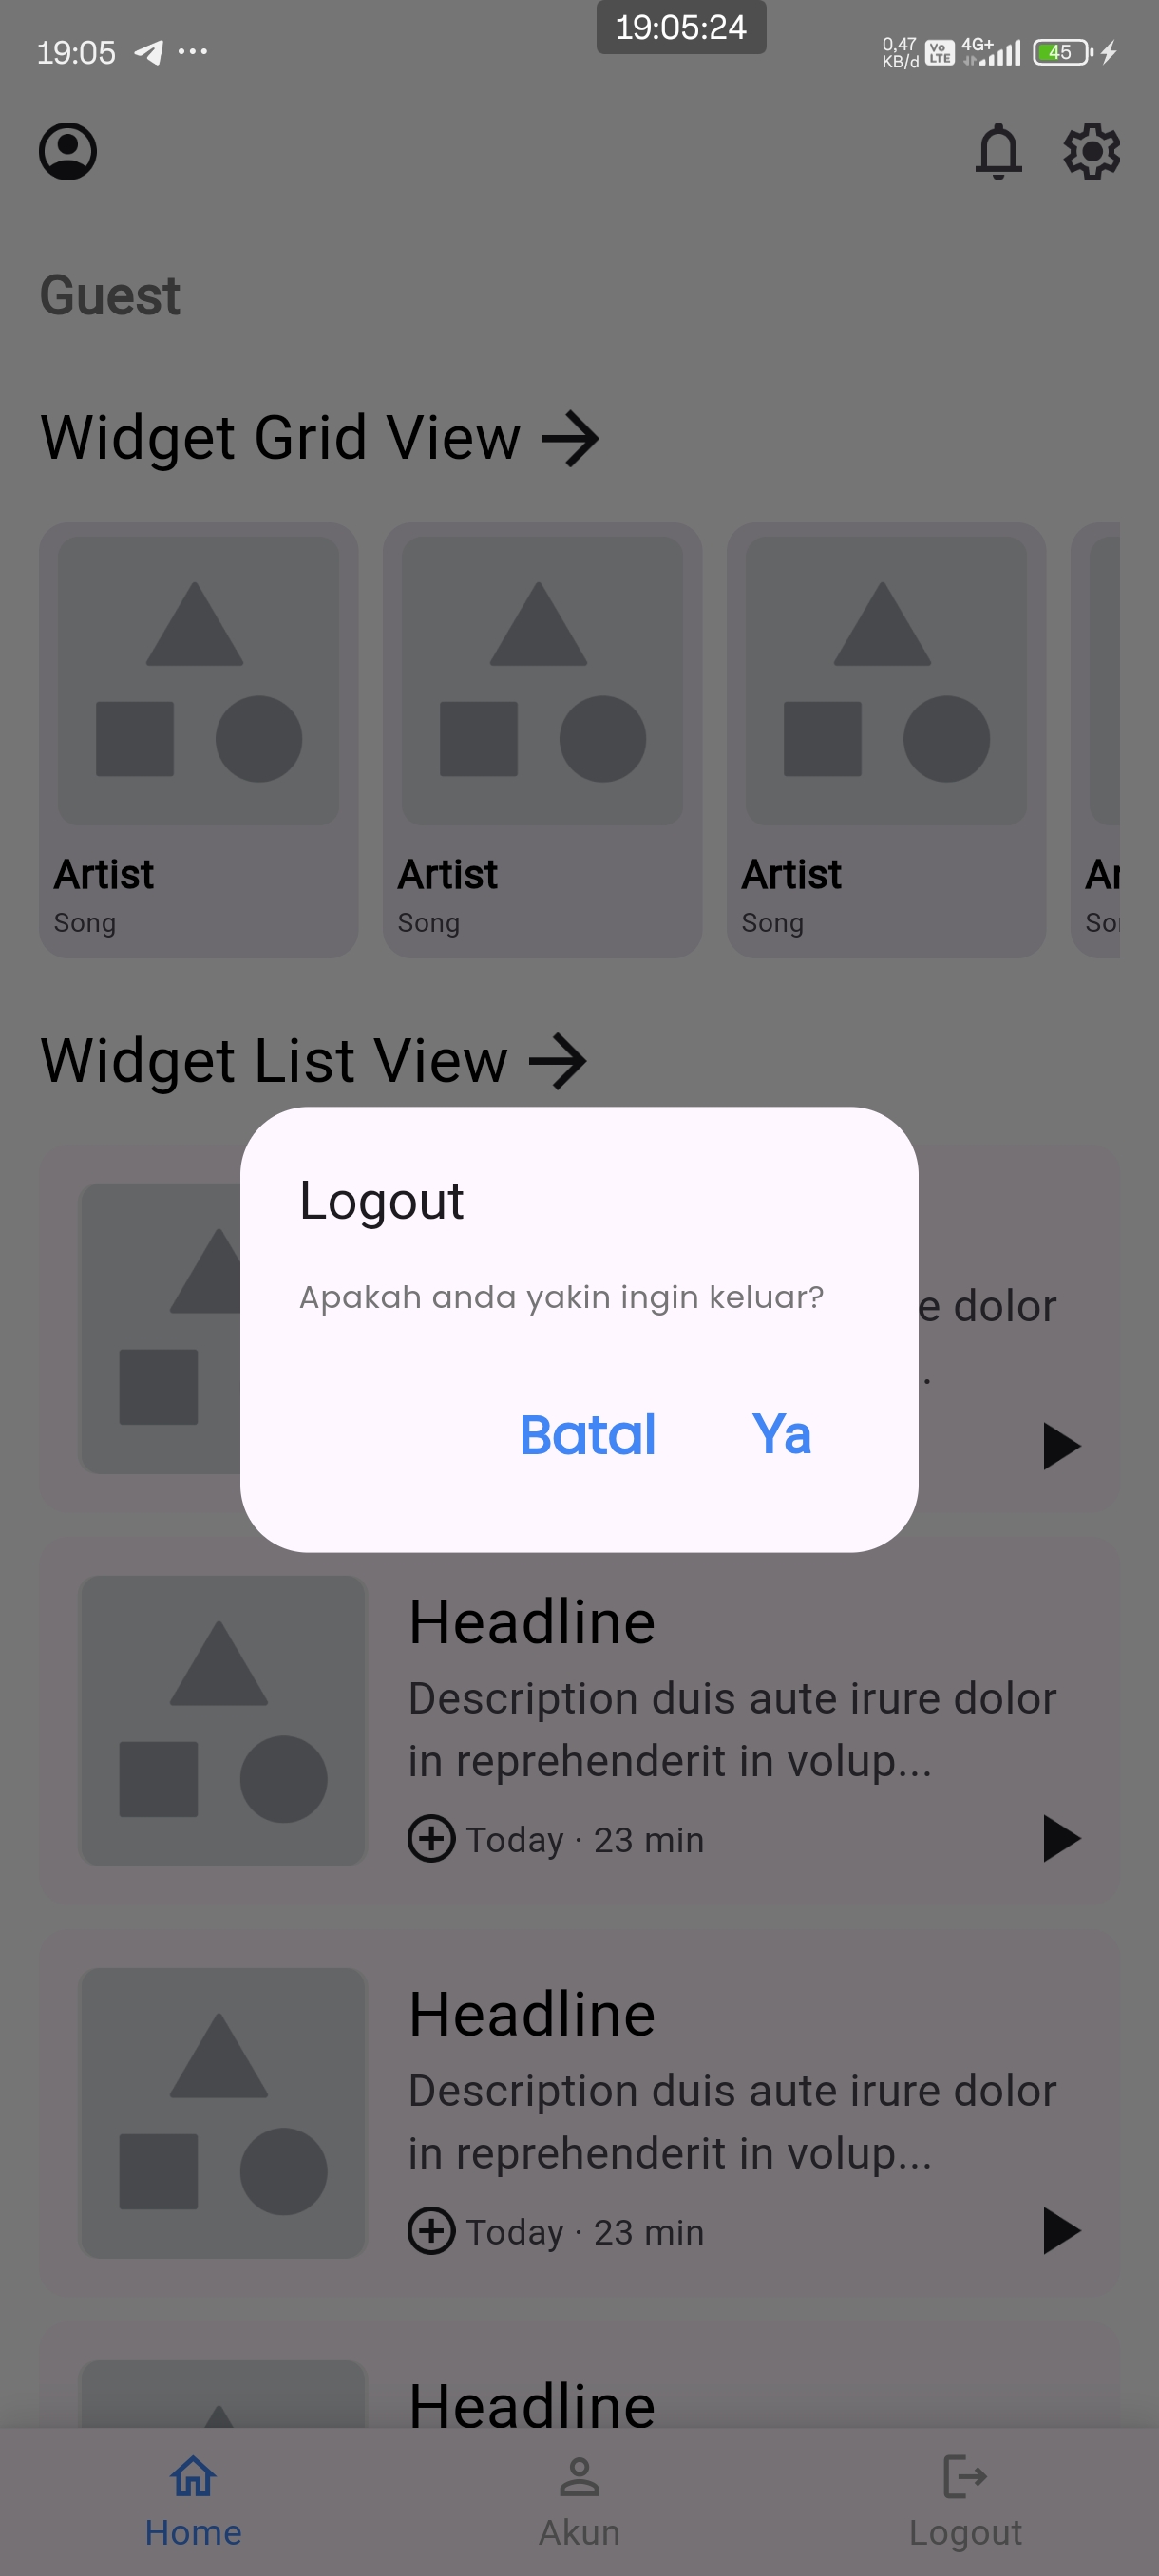 19:05:24
19:05 ...
0,47
KB/d
Vo
LTE
4G+
45
Guest
Widget Grid View
Artist
Song
Artist
Song
Artist
Song
Ar
Widget List View
Logout
Apakah anda yakin ingin keluar?
Batal Ya
e dolor
.
Headline
Description duis aute irure dolor
in reprehenderit in volup...
Today · 23 min
Headline
Description duis aute irure dolor
in reprehenderit in volup...
Today · 23 min
Headline
Home
Akun
Logout